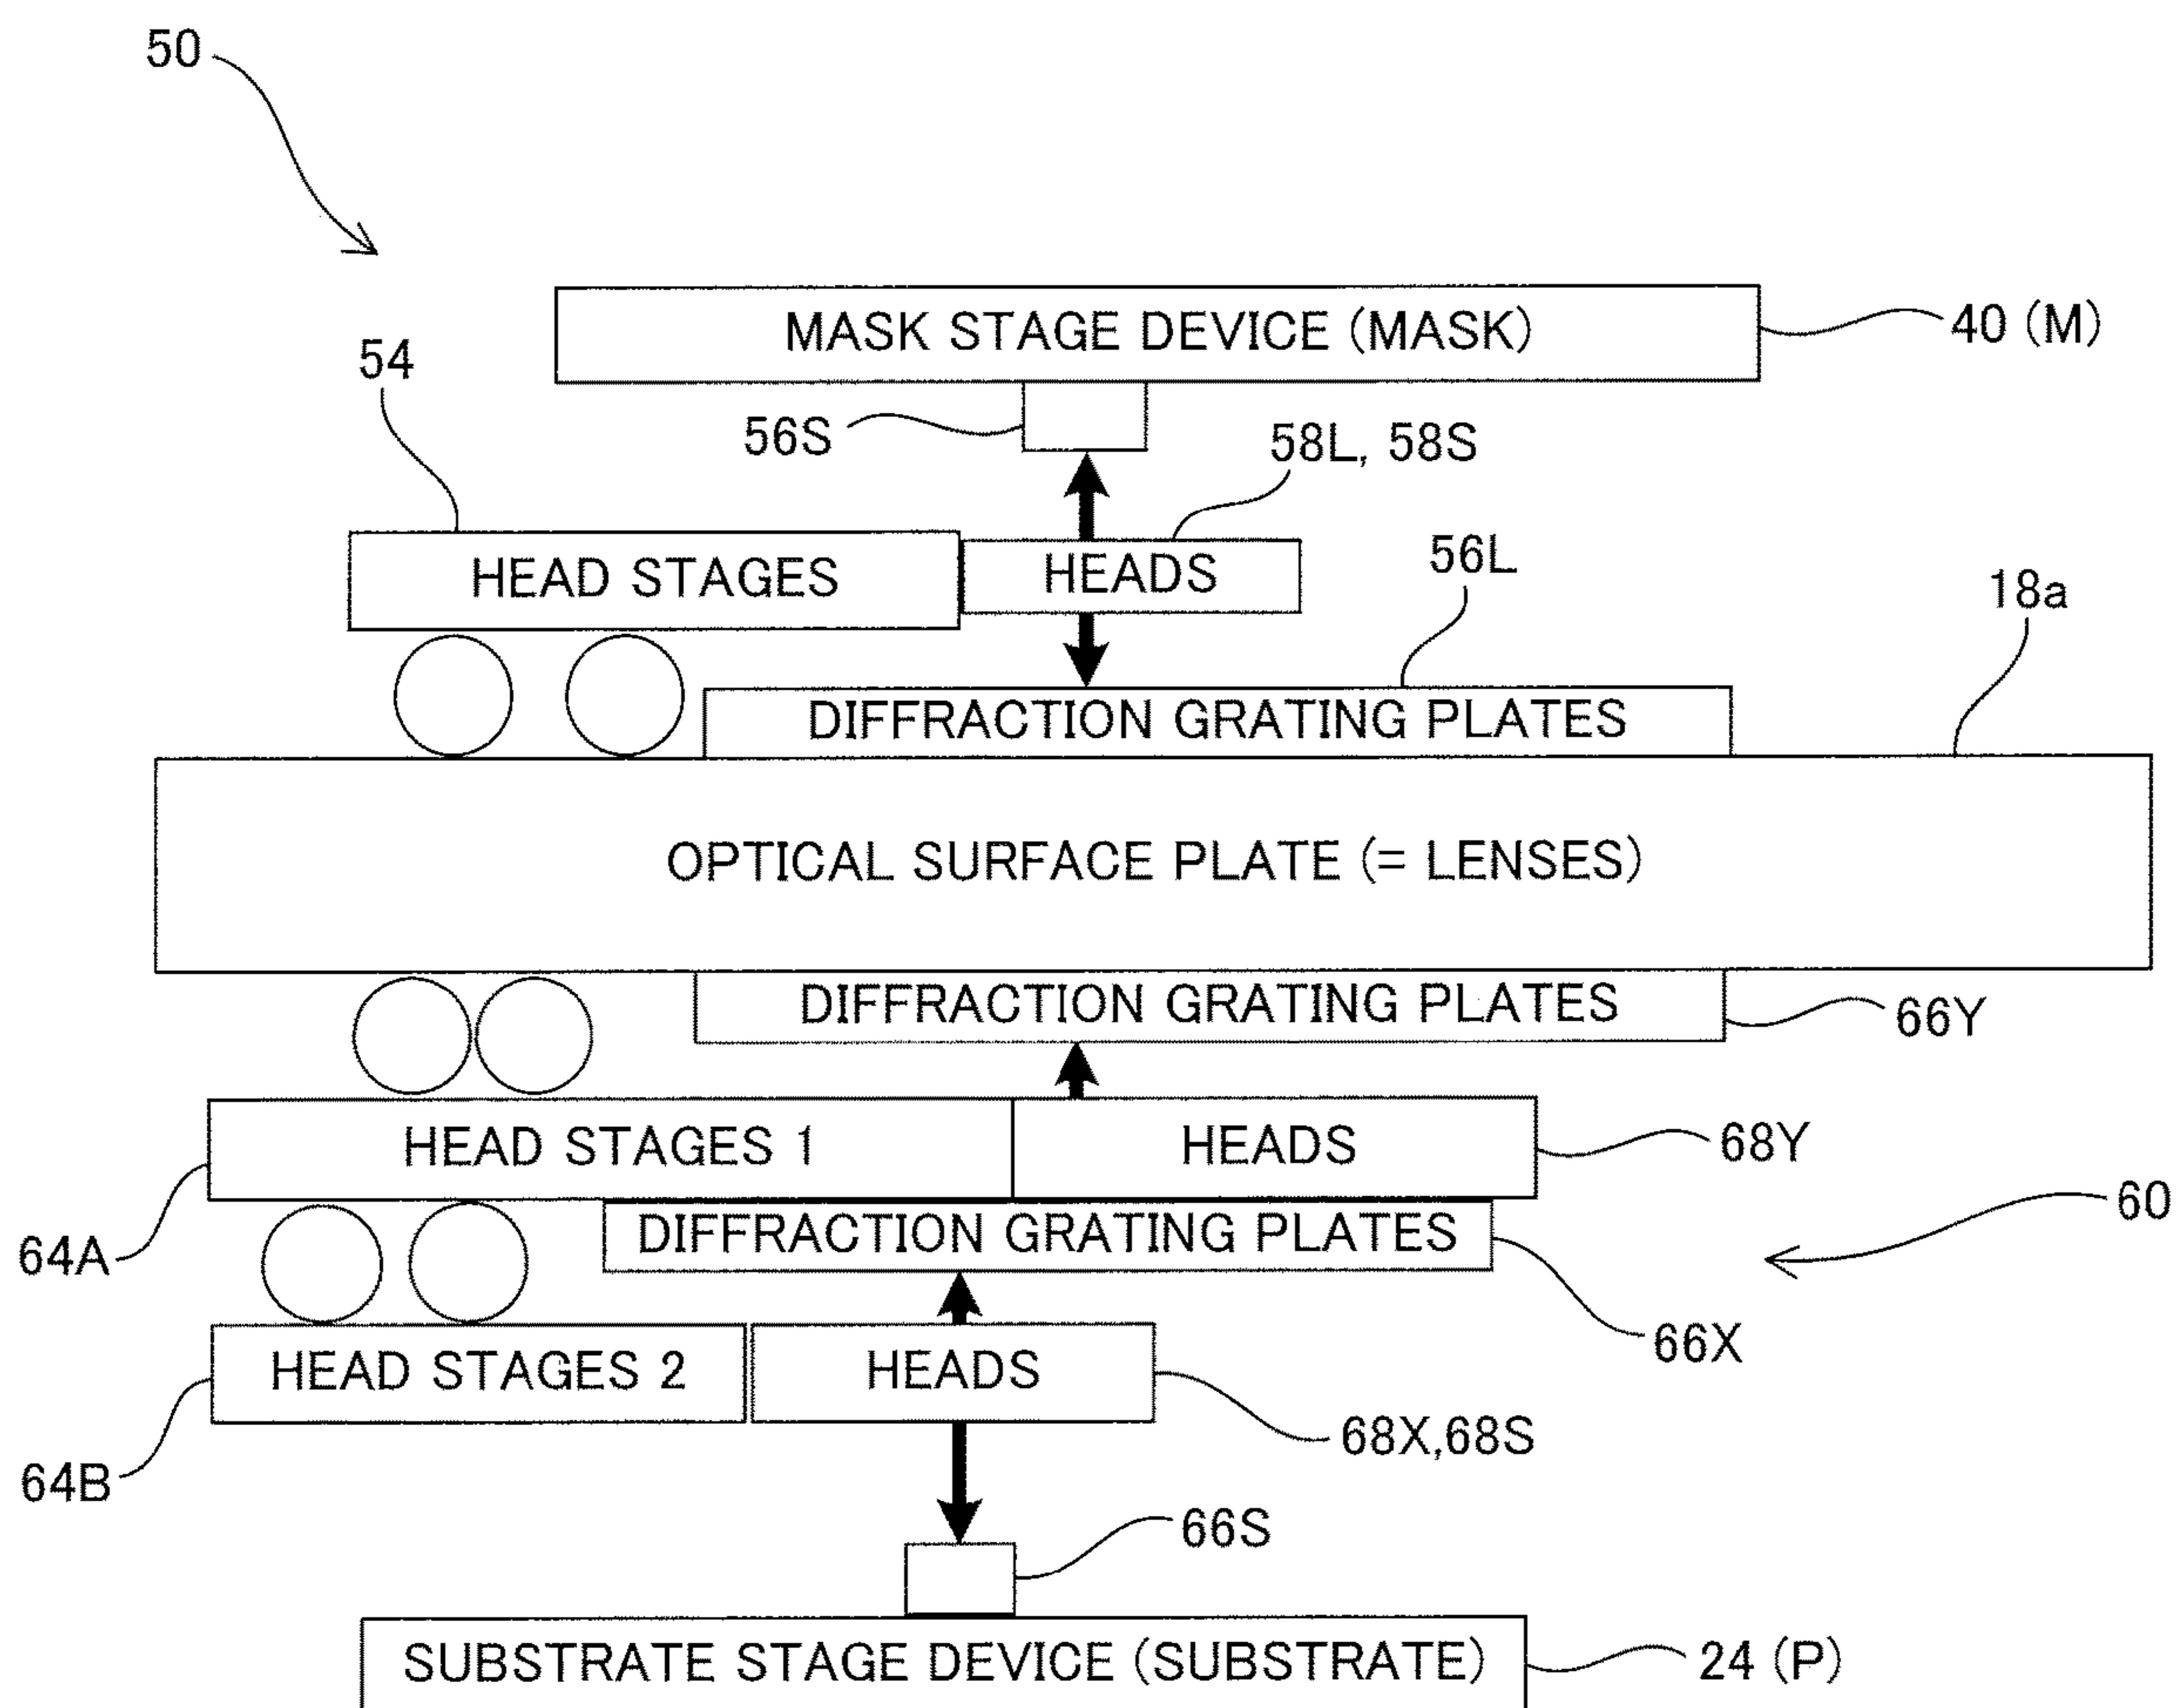 50
MASK STAGE DEVICE (MASK)
40 (M)
54
56S
58L, 58S
HEAD STAGES
HEADS
56L
18a
DIFFRACTION GRATING PLATES
OPTICAL SURFACE PLATE (= LENSES)
DIFFRACTION GRATING PLATES
66Y
HEAD STAGES 1
HEADS
68Y
64A
DIFFRACTION GRATING PLATES
60
66X
HEAD STAGES 2
HEADS
68X,68S
64B
66S
SUBSTRATE STAGE DEVICE (SUBSTRATE)
24 (P)